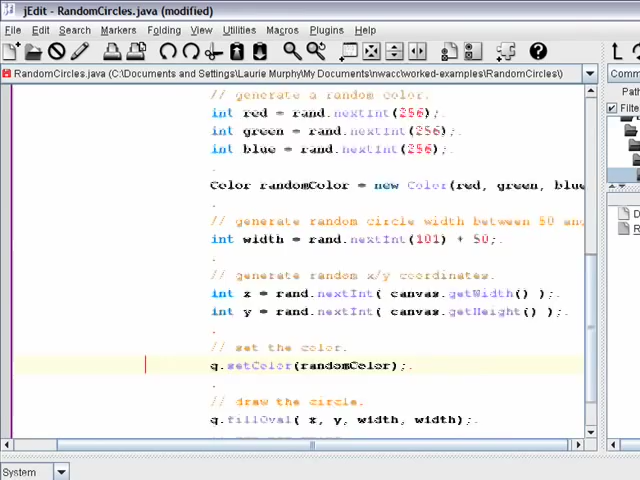 jEdit - RandomCircles.java (modified)
File Edit Search Markers Folding View Utilities Macros Plugins Help
RandomCircles.java (C:\Documents and Settings\Laurie Murphy\My Documents\nwacc\worked-examples\RandomCircles\)
// generate a random color.
int red = rand.nextInt(256);.
int green = rand.nextInt(256);.
int blue = rand.nextInt(256);.
Color randomColor = new Color(red, green, blue
// generate random circle width between 50 an
int width = rand.nextInt(101) + 50;.
.
// generate random x/y coordinates.
int x = rand.nextInt( canvas.getWidth() );.
int y = rand.nextInt( canvas.getHeight() );.
.
// set the color.
g.setColor(randomColor);.
.
// draw the circle.
g.fillOval( x, y, width, width);.
System
Com
Path
Filter
D
R